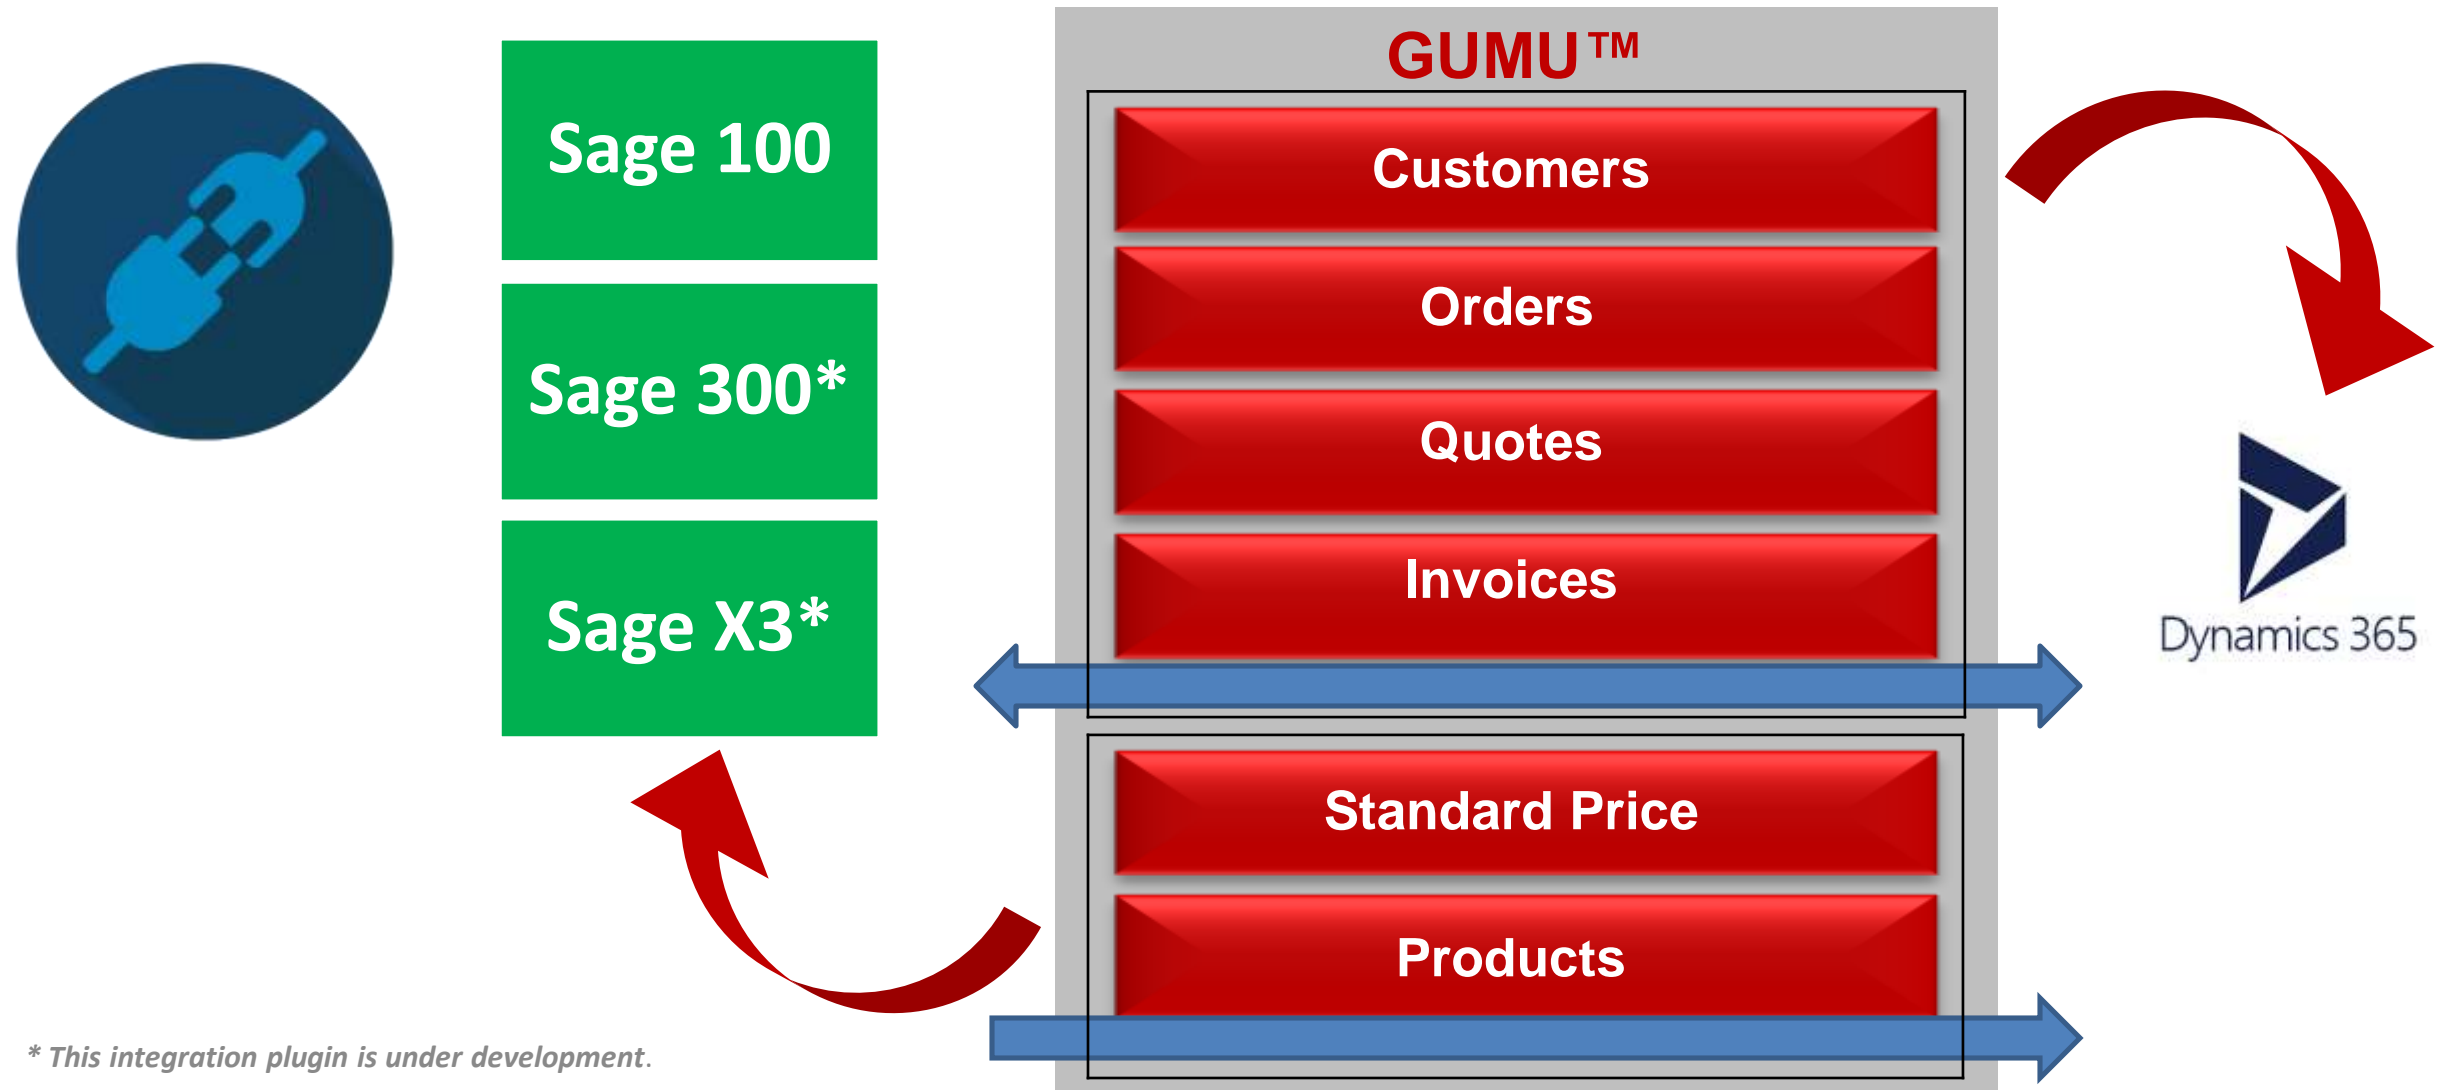 Sage 100
Sage 300*
Sage X3*
GUMU™
Customers
Orders
Quotes
Invoices
Standard Price
Products
Dynamics 365
* This integration plugin is under development.